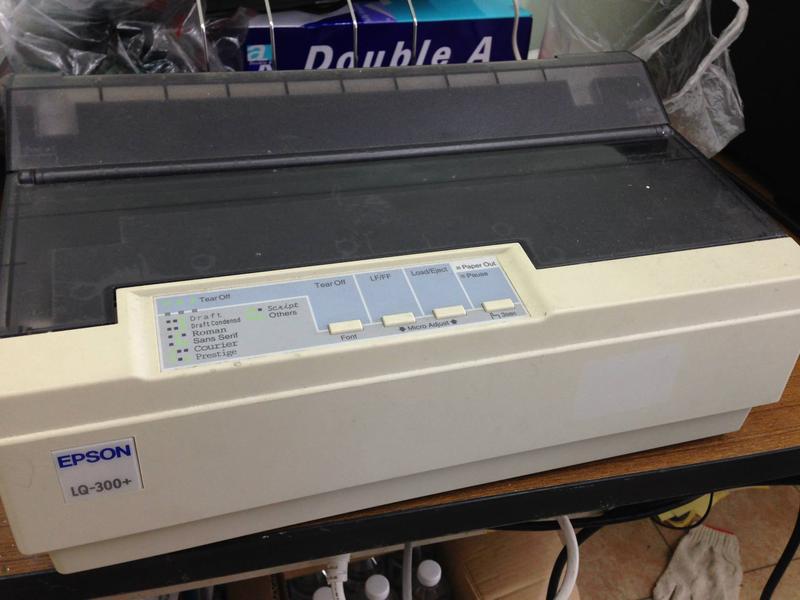 Double A
Tear Off
Tear Off
LF/FF
Load/Eject
Paper Out
Pause
Draft
Draft Condensd
Roman
Sans Serif
Courier
Prestige
Script
Others
Font
Micro Adjust
EPSON
LQ-300+